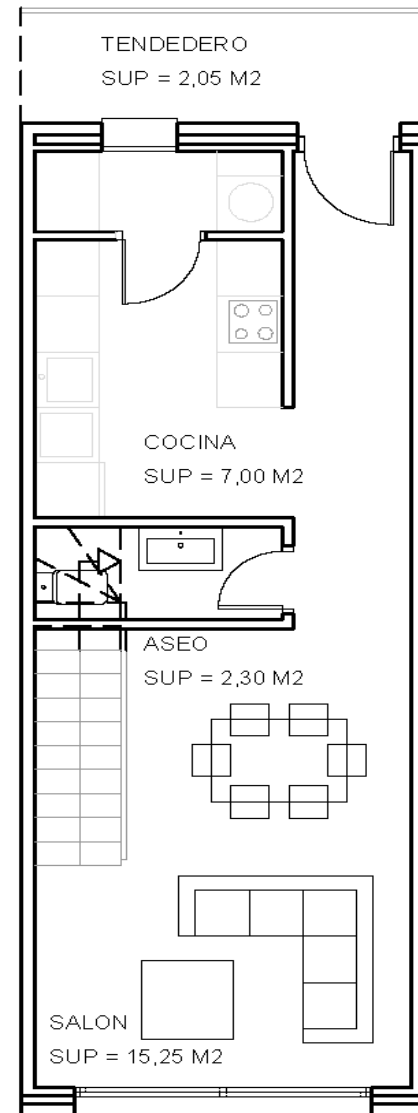 TENDEDERO
SUP = 2,05 M2
COCINA
SUP = 7,00 M2
ASEO
SUP = 2,30 M2
SALON
SUP = 15,25 M2